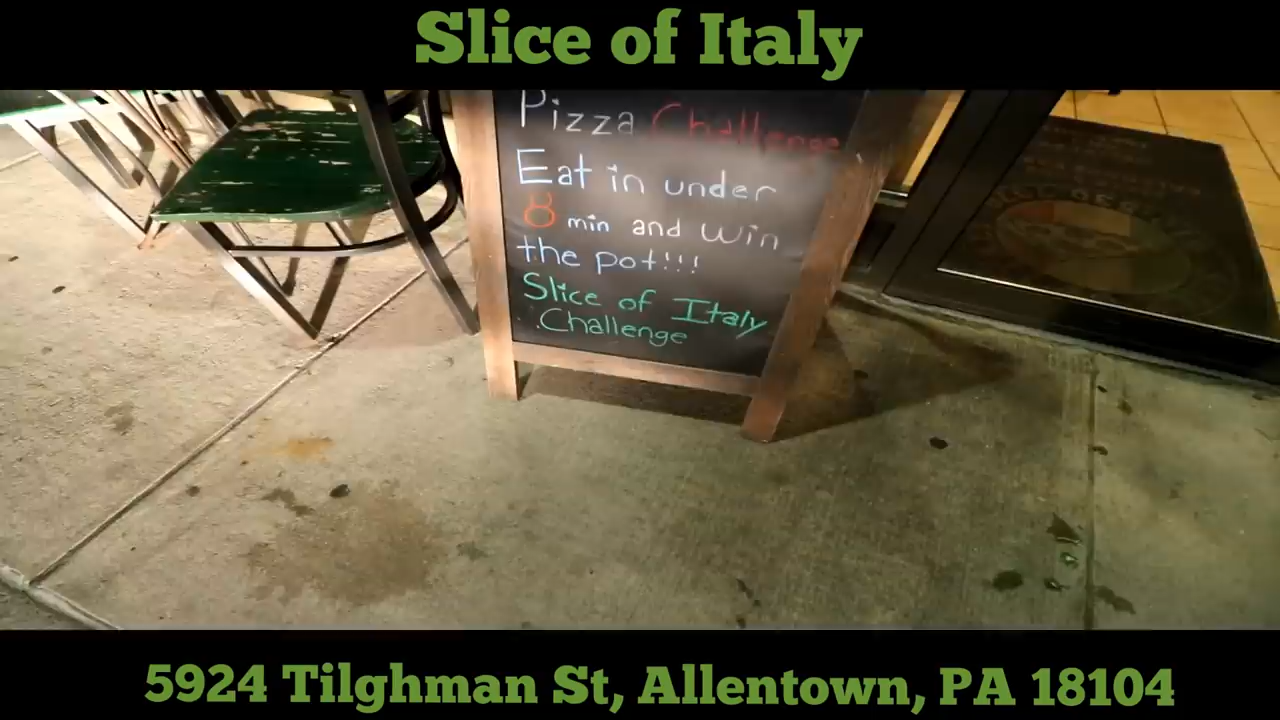 Slice of Italy
Pizza Challenge
Eat in under
8 min and win
the pot!!!
Slice of Italy
Challenge
5924 Tilghman St, Allentown, PA 18104